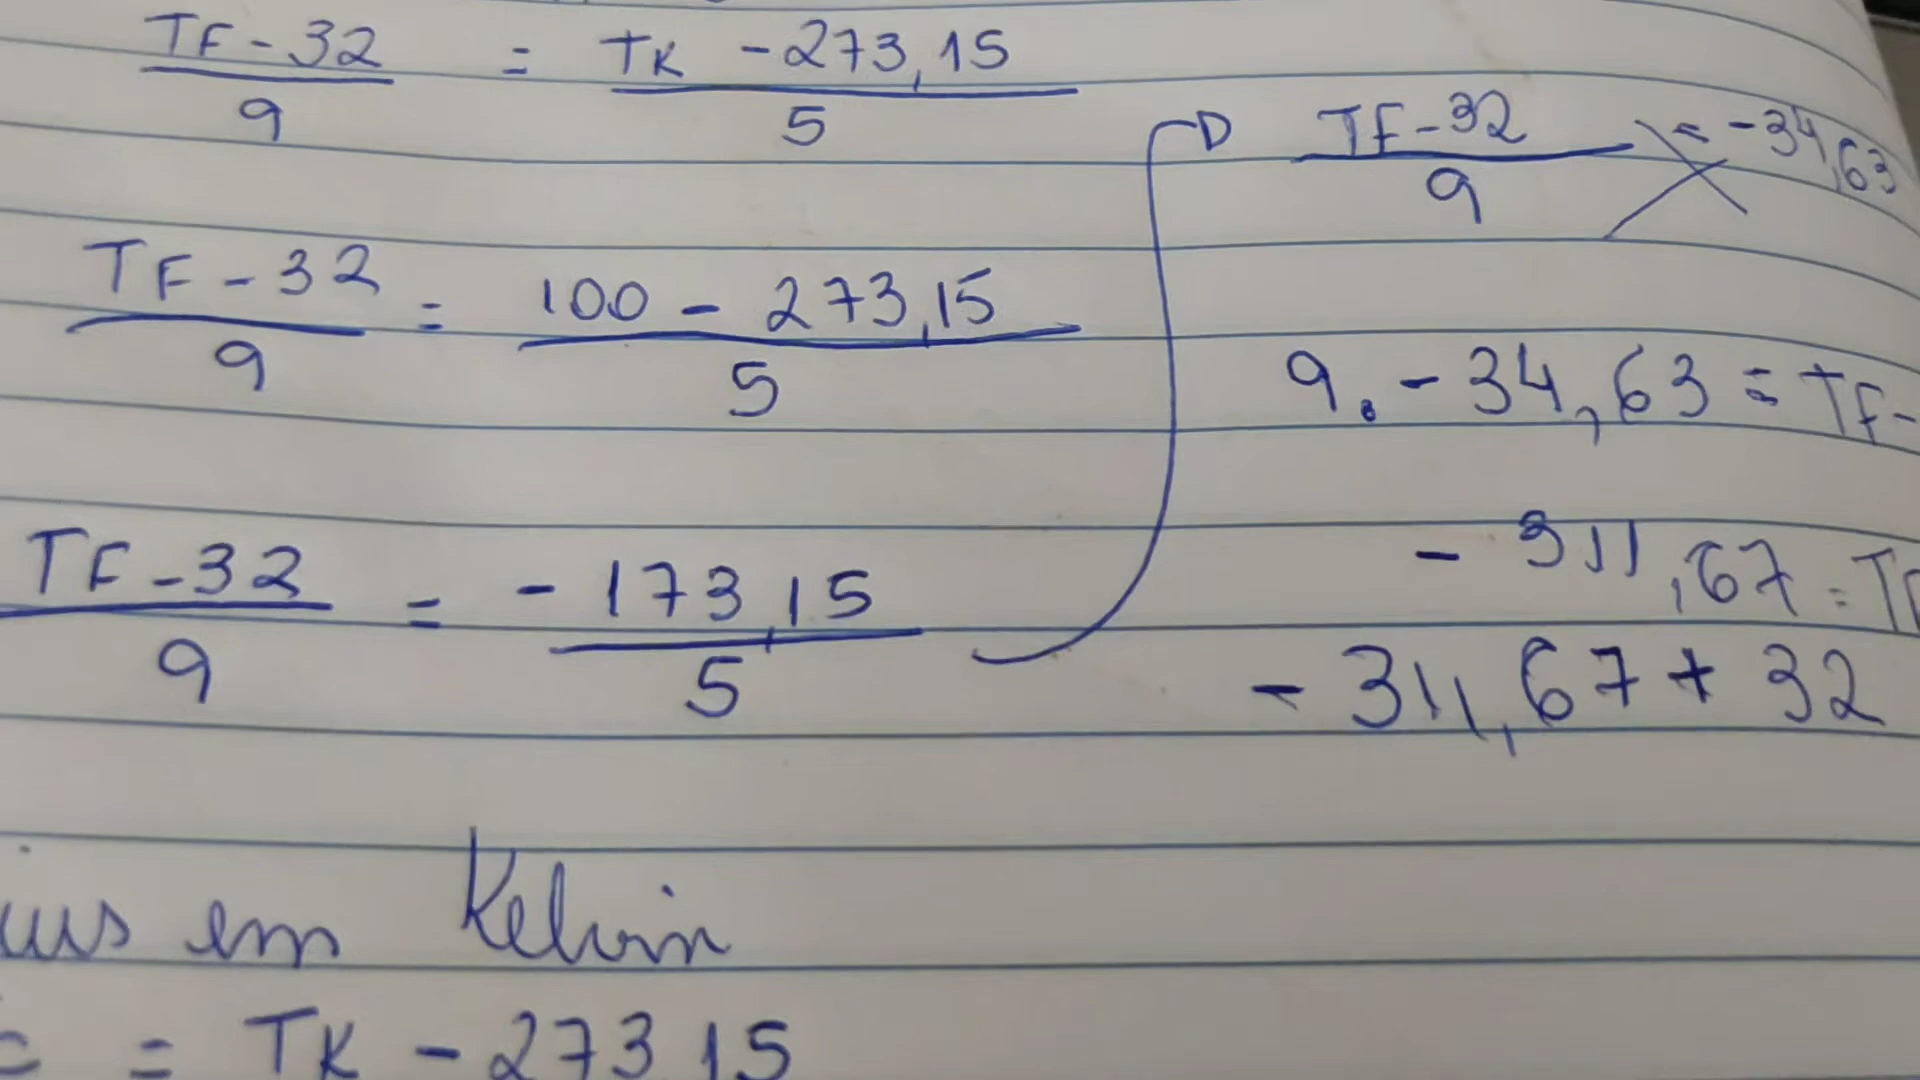 TF - 32 = TK - 273,15
9 5
TF - 32 = 100 - 273,15
9 5
TF - 32 = - 173,15
9 5
TF - 32 = - 34,63
9
9 . - 34,63 = TF -
- 311,67 = TF
- 311,67 + 32
ius em Kelvin
= TK - 273,15